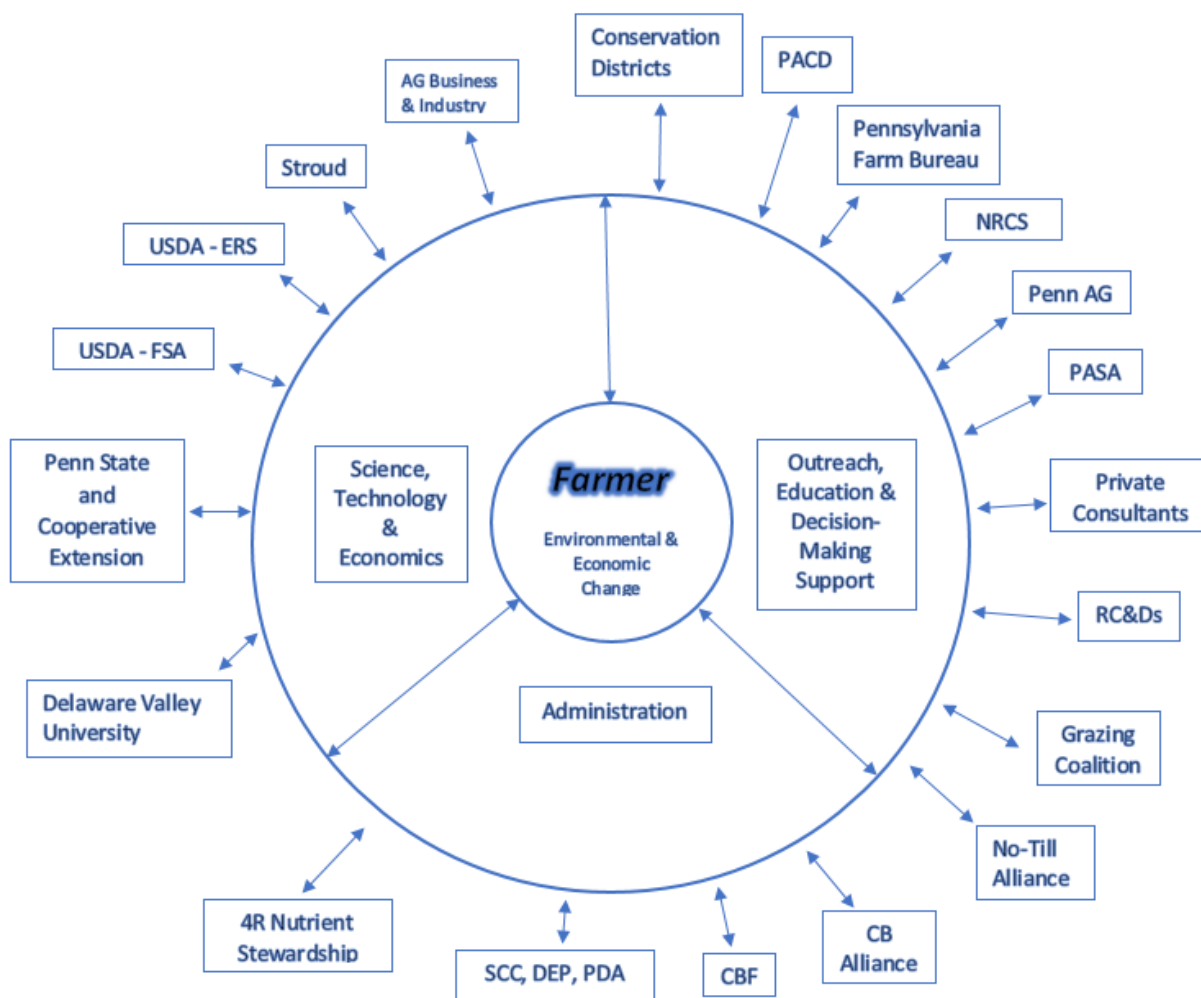 Conservation
Districts
PACD
AG Business
& Industry
Pennsylvania
Farm Bureau
Stroud
NRCS
USDA - ERS
Penn AG
USDA - FSA
PASA
Penn State
and
Cooperative
Extension
Science,
Technology
&
Economics
Farmer
Environmental &
Economic
Change
Outreach,
Education &
Decision-
Making
Support
Private
Consultants
RC&Ds
Delaware Valley
University
Administration
Grazing
Coalition
No-Till
Alliance
4R Nutrient
Stewardship
SCC, DEP, PDA
CBF
CB
Alliance